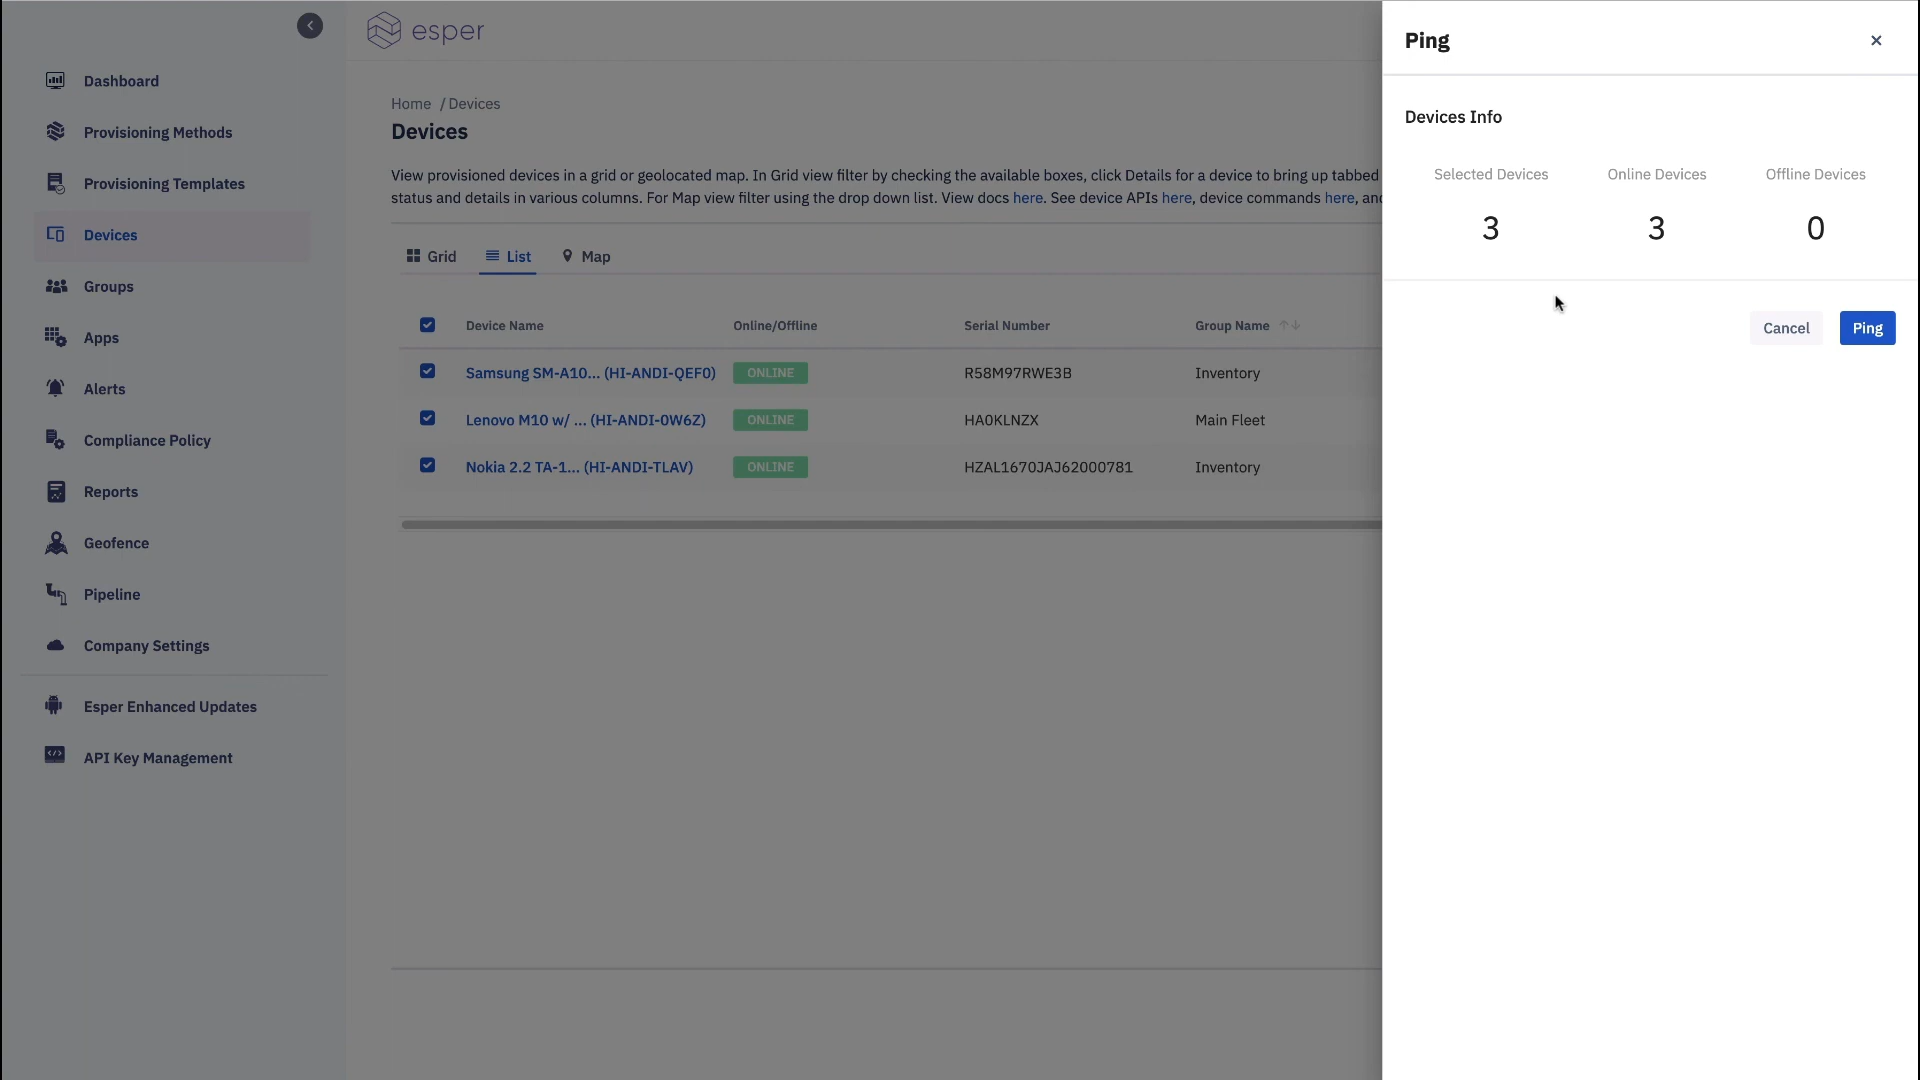 Dashboard
Provisioning Methods
Provisioning Templates
Devices
Groups
Apps
Alerts
Compliance Policy
Reports
Geofence
Pipeline
Company Settings
Esper Enhanced Updates
API Key Management
esper
Home / Devices
Devices
View provisioned devices in a grid or geolocated map. In Grid view filter by checking the available boxes, click Details for a device to bring up tabbed
status and details in various columns. For Map view filter using the drop down list. View docs here. See device APIs here, device commands here, and
Grid List Map
Device Name Online/Offline Serial Number Group Name
Samsung SM-A10... (HI-ANDI-QEF0) ONLINE R58M97RWE3B Inventory
Lenovo M10 w/ ... (HI-ANDI-0W6Z) ONLINE HA0KLNZX Main Fleet
Nokia 2.2 TA-1... (HI-ANDI-TLAV) ONLINE HZAL1670JAJ62000781 Inventory
Ping
Devices Info
Selected Devices Online Devices Offline Devices
3 3 0
Cancel Ping